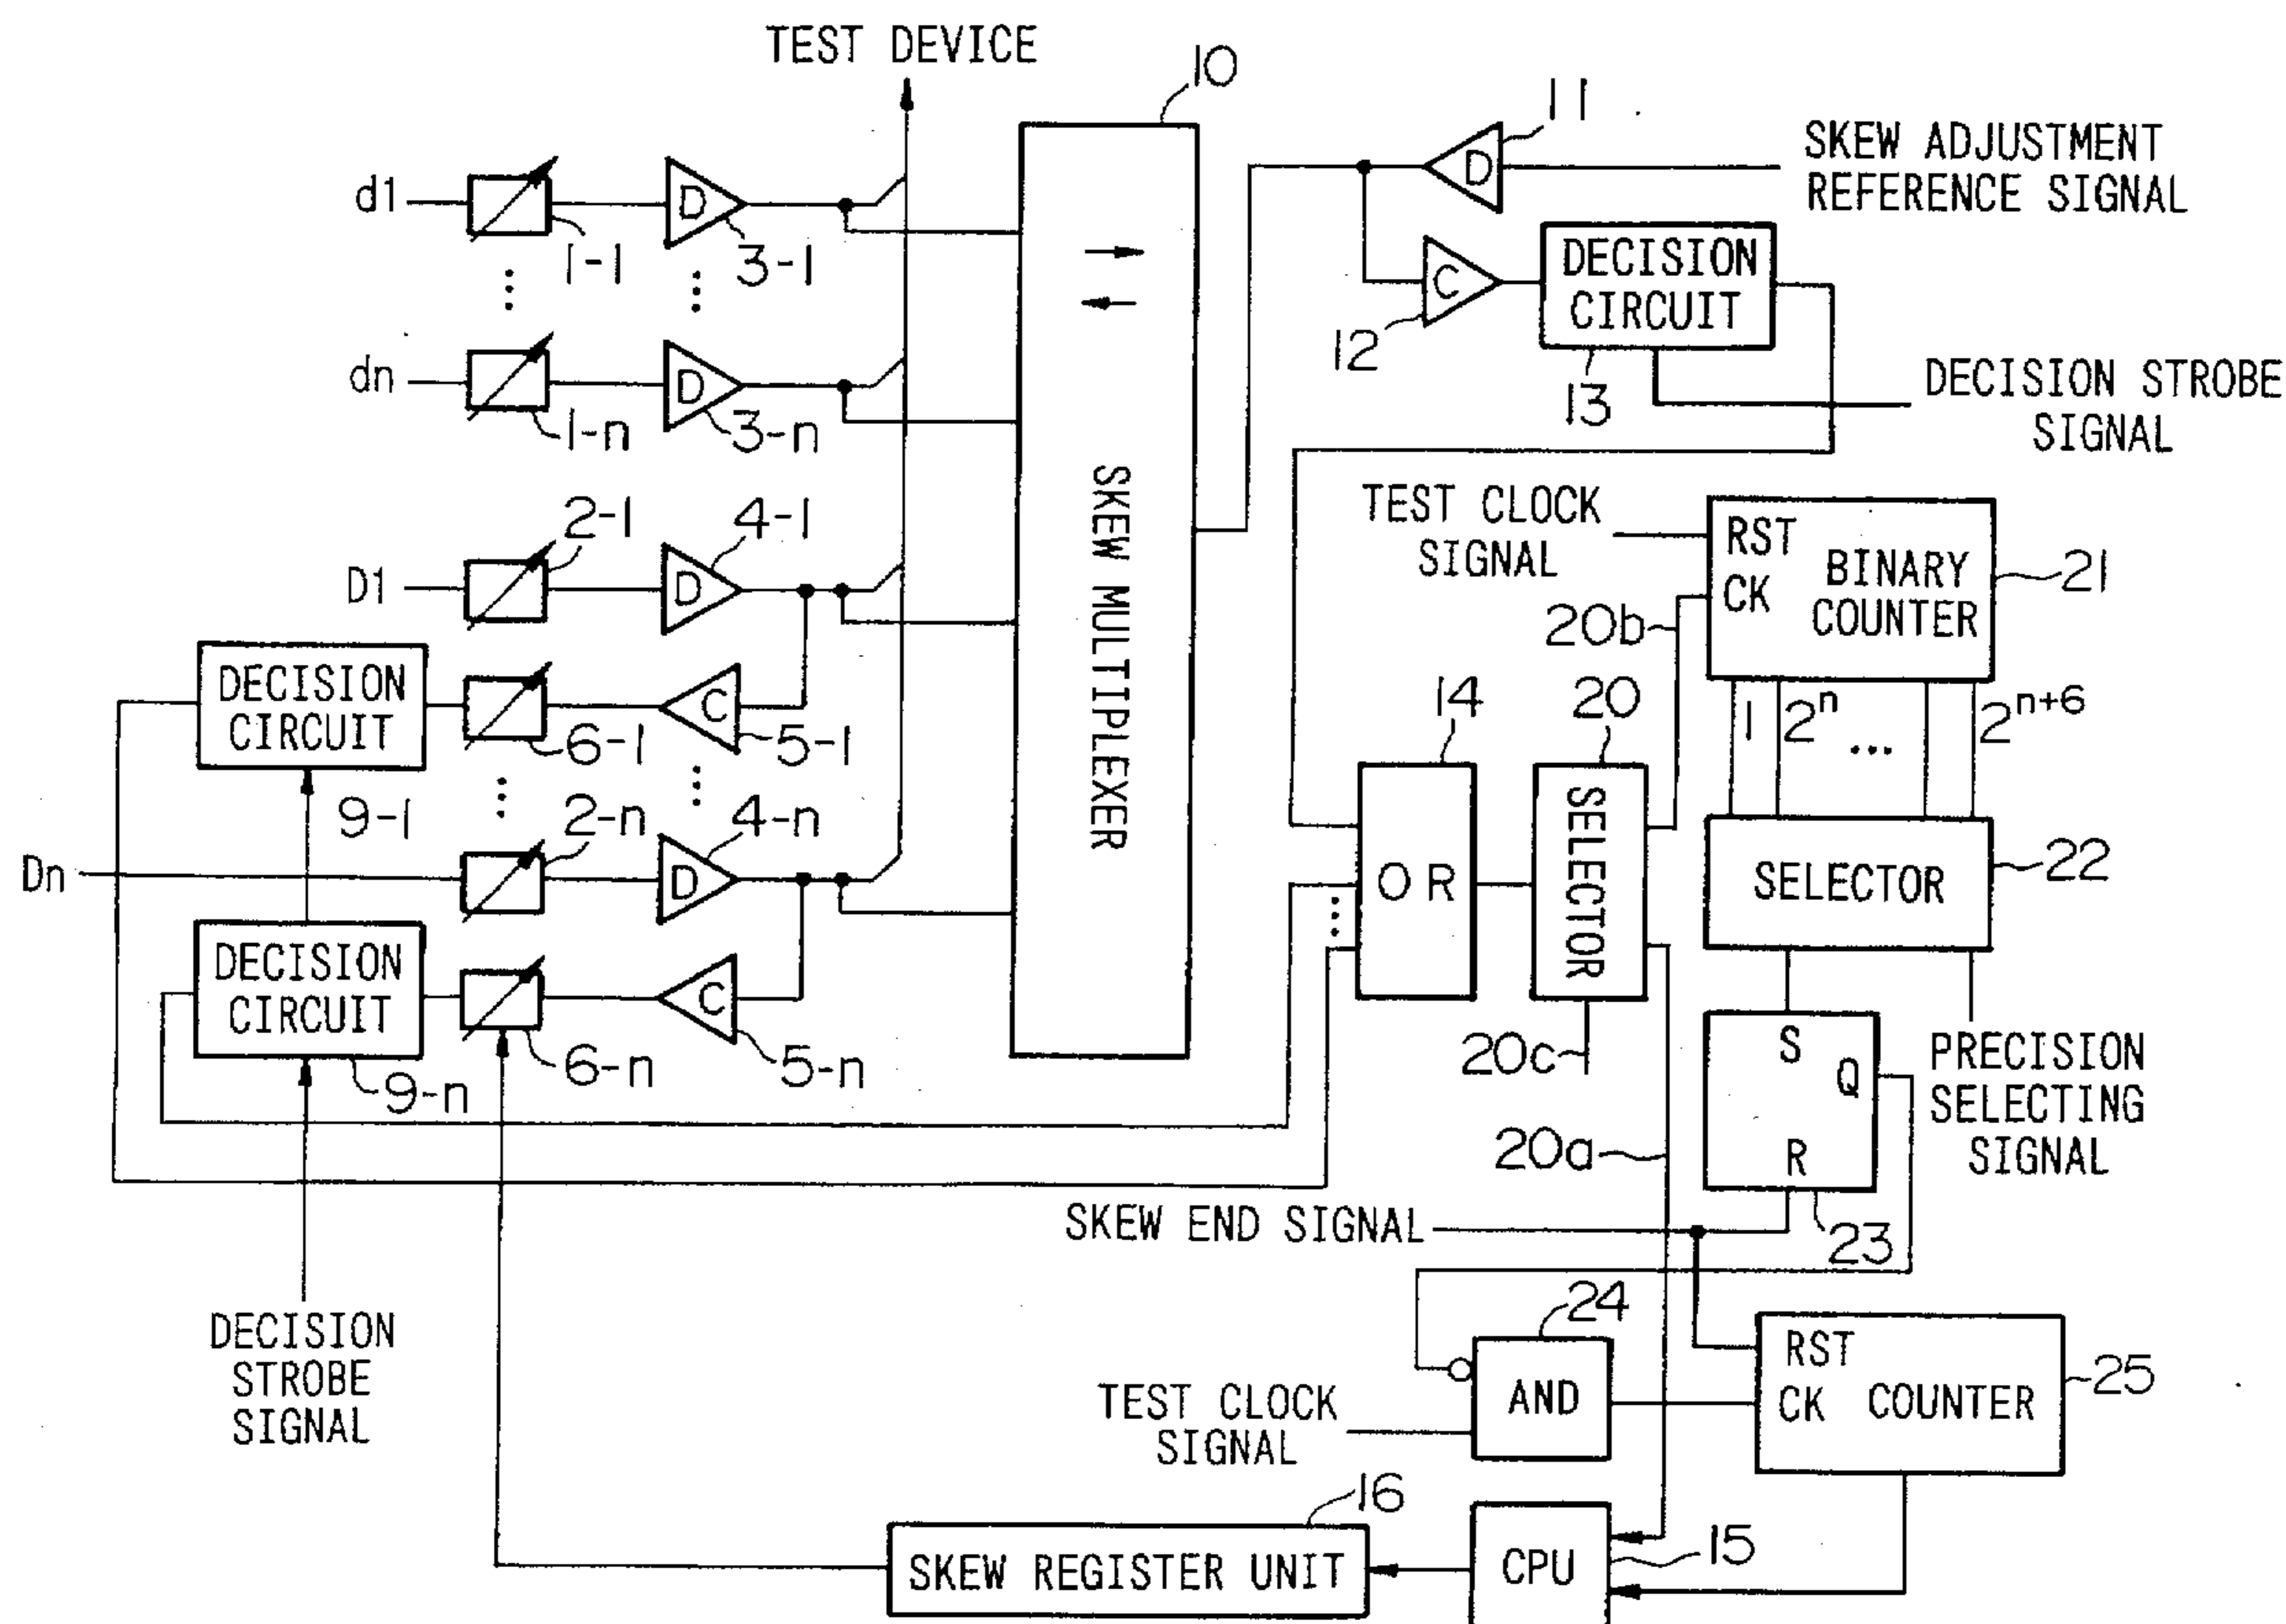 TEST DEVICE
10
11
SKEW ADJUSTMENT
REFERENCE SIGNAL
d1
D
1-1
3-1
D
C
12
DECISION
CIRCUIT
13
DECISION STROBE
SIGNAL
dn
D
1-n
3-n
SKEW MULTIPLEXER
TEST CLOCK
SIGNAL
RST
CK
BINARY
COUNTER
21
D1
2-1
D
4-1
20b
DECISION
CIRCUIT
9-1
6-1
C
5-1
14
20
1
2^n
...
2^{n+6}
Dn
2-n
D
4-n
OR
SELECTOR
SELECTOR
22
DECISION
CIRCUIT
9-n
6-n
C
5-n
20c
20a
S
Q
R
23
PRECISION
SELECTING
SIGNAL
SKEW END SIGNAL
DECISION
STROBE
SIGNAL
24
AND
TEST CLOCK
SIGNAL
RST
CK
COUNTER
25
16
SKEW REGISTER UNIT
CPU
15